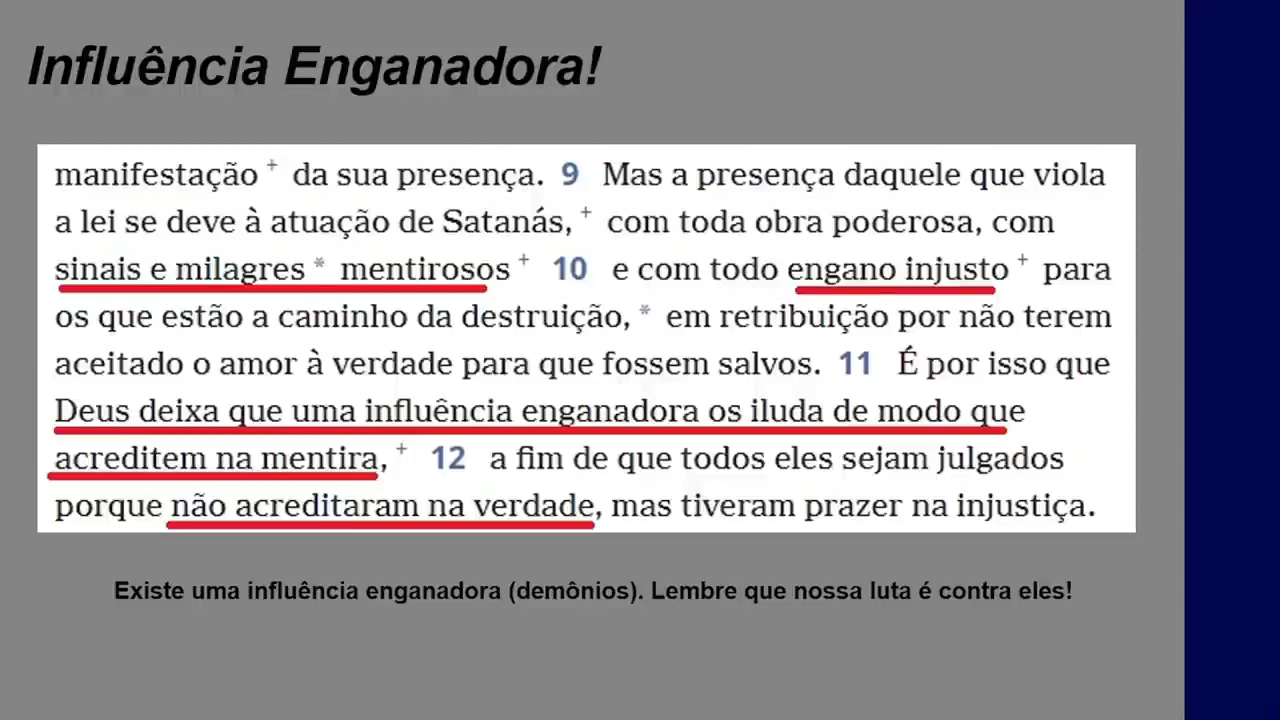 Influência Enganadora!
manifestação + da sua presença. 9 Mas a presença daquele que viola
a lei se deve à atuação de Satanás, + com toda obra poderosa, com
sinais e milagres * mentirosos + 10 e com todo engano injusto + para
os que estão a caminho da destruição, * em retribuição por não terem
aceitado o amor à verdade para que fossem salvos. 11 É por isso que
Deus deixa que uma influência enganadora os iluda de modo que
acreditem na mentira, + 12 a fim de que todos eles sejam julgados
porque não acreditaram na verdade, mas tiveram prazer na injustiça.
Existe uma influência enganadora (demônios). Lembre que nossa luta é contra eles!